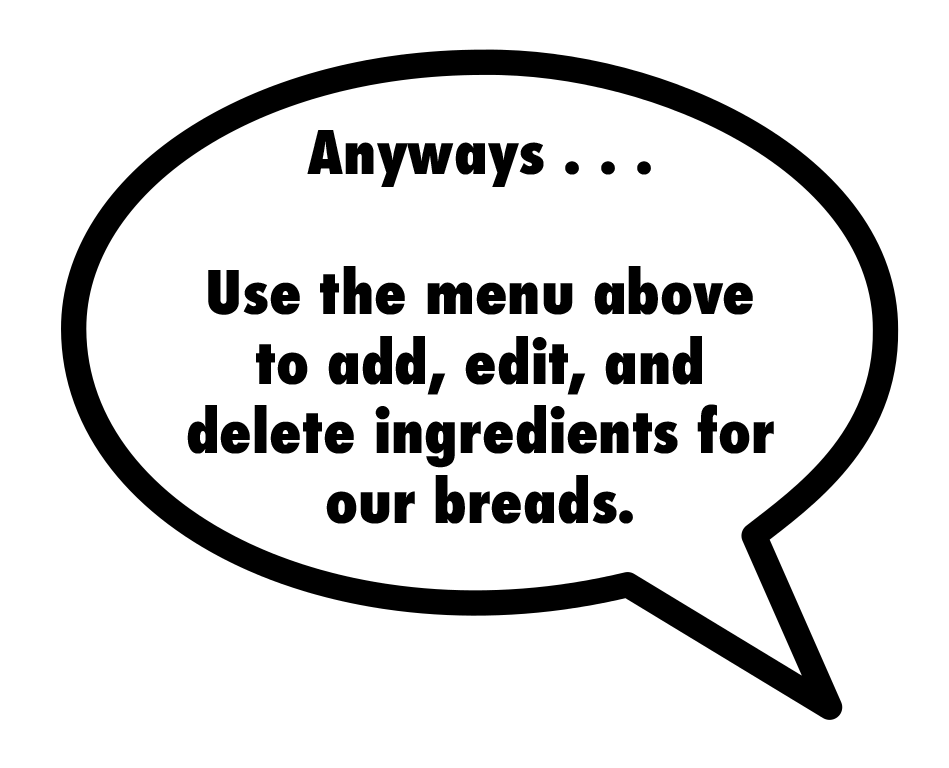 Anyways . . .
Use the menu above
to add, edit, and
delete ingredients for
our breads.